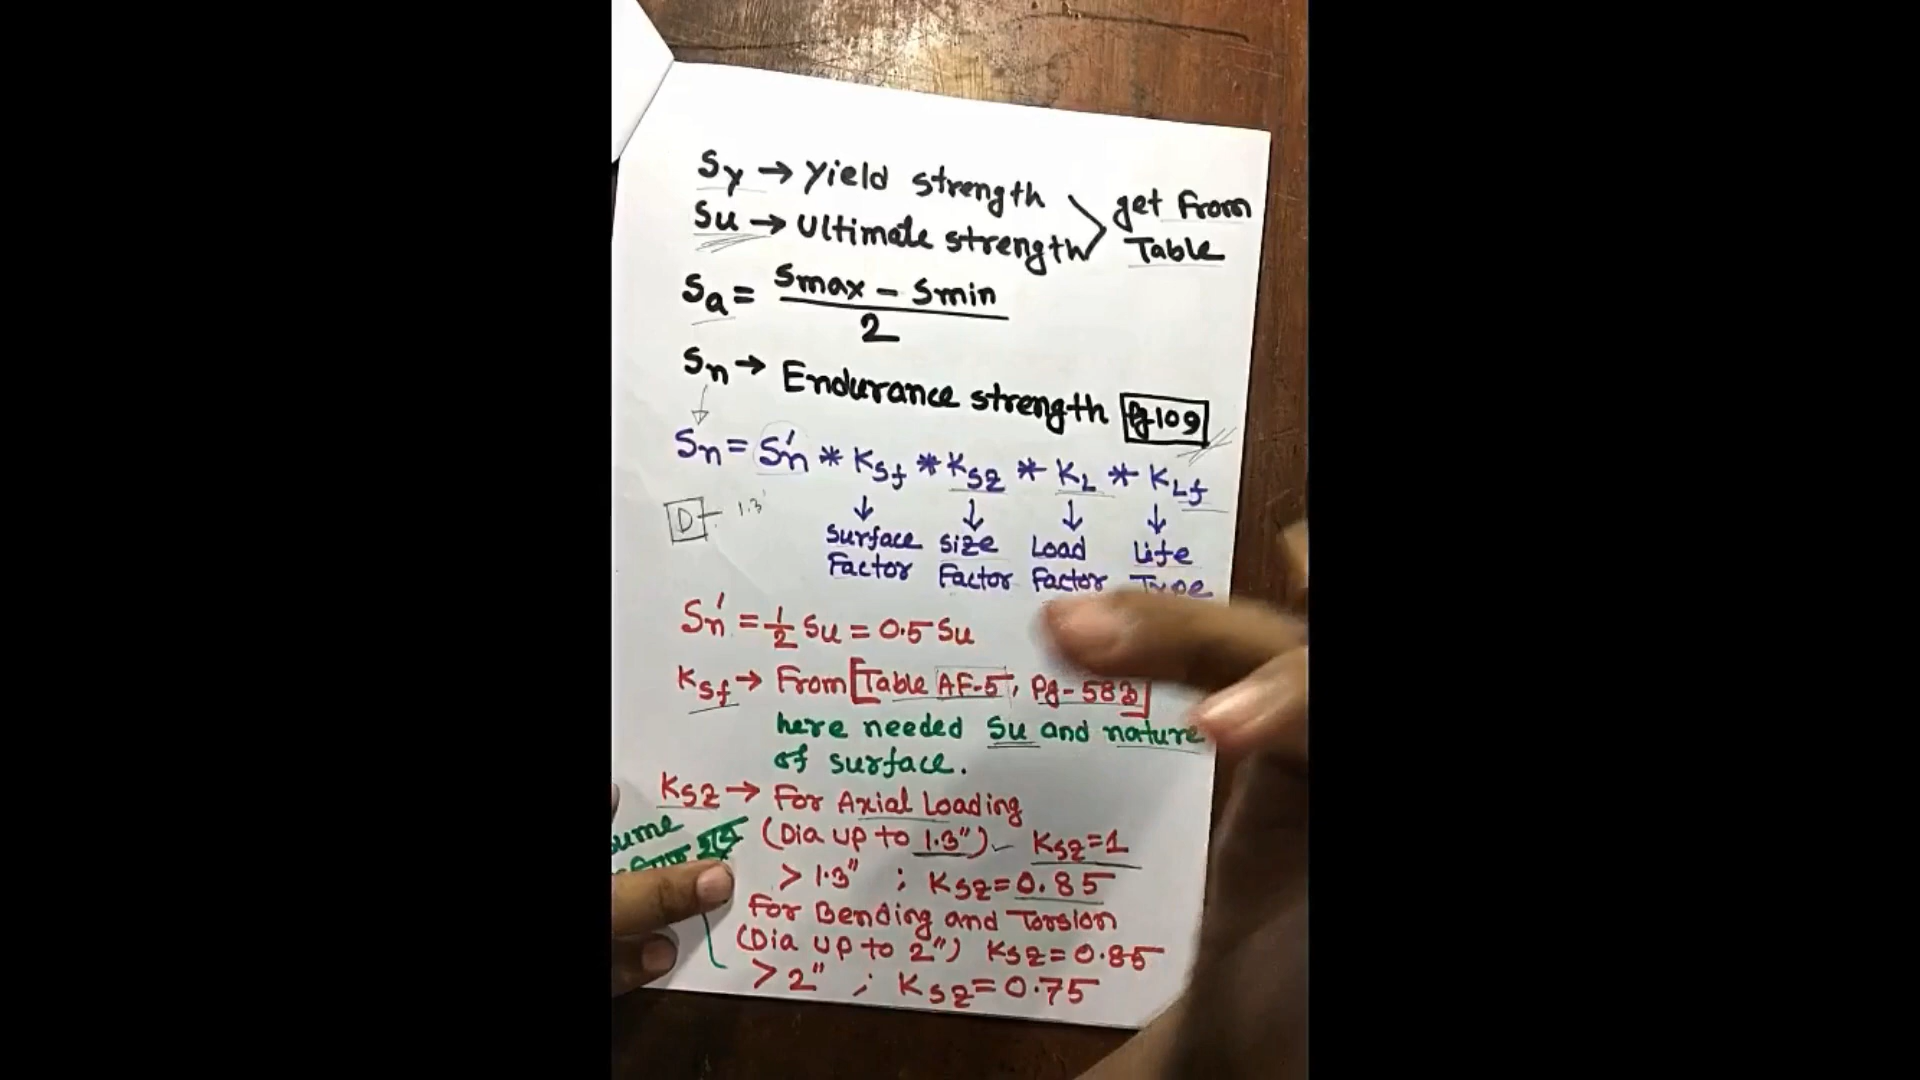 Sy → Yield strength
Su → Ultimate strength
get From
Table
Sa = Smax - Smin / 2
Sn → Endurance strength Pg 109
Sn = Sn' * Ksf * Ksz * KL * KLf
D 1.3"
Surface Factor
Size Factor
Load Factor
Life Type
Sn' = 1/2 Su = 0.5 Su
Ksf → From [Table AF-5, Pg-583]
here needed Su and nature
of surface.
Ksz → For Axial Loading
(Dia up to 1.3") Ksz=1
> 1.3" ; Ksz=0.85
For Bending and Torsion
(Dia up to 2") Ksz=0.85
> 2" ; Ksz=0.75